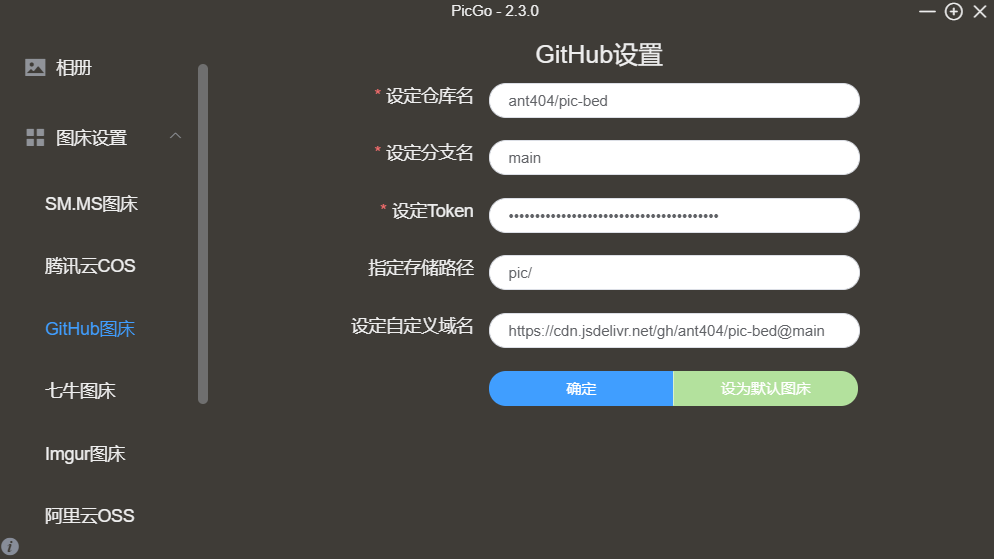 PicGo - 2.3.0
相册
图床设置
SM.MS图床
腾讯云COS
GitHub图床
七牛图床
Imgur图床
阿里云OSS
GitHub设置
* 设定仓库名
ant404/pic-bed
* 设定分支名
main
* 设定Token
••••••••••••••••••••••••••••••••••••••••
指定存储路径
pic/
设定自定义域名
https://cdn.jsdelivr.net/gh/ant404/pic-bed@main
确定
设为默认图床